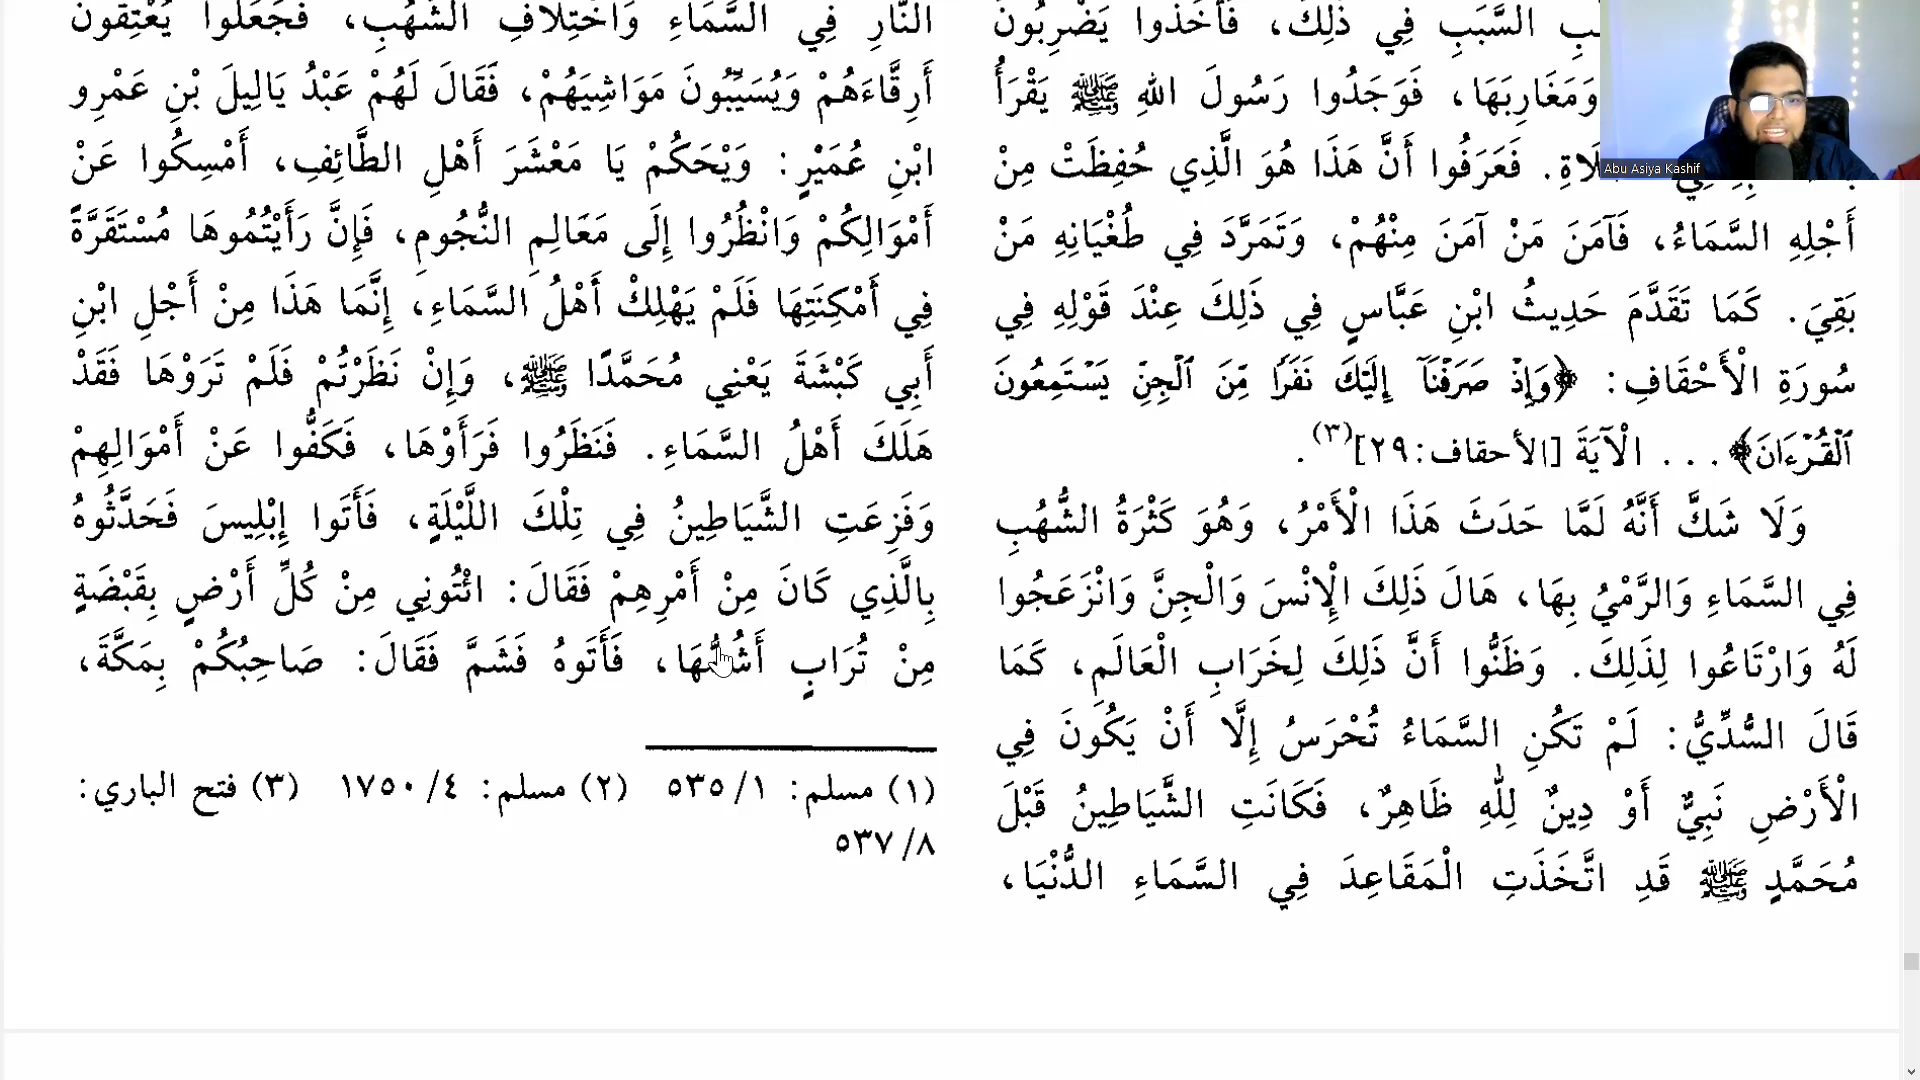 بِ السَّبَبِ فِي ذَلِكَ، فَأَخَذُوا يَضْرِبُونَ
وَمَغَارِبَهَا، فَوَجَدُوا رَسُولَ اللهِ ﷺ يَقْرَأُ
فَعَرَفُوا أَنَّ هَذَا هُوَ الَّذِي حُفِظَتْ مِنْ
أَجْلِهِ السَّمَاءُ، فَآمَنَ مَنْ آمَنَ مِنْهُمْ، وَتَمَرَّدَ فِي طُغْيَانِهِ مَنْ
بَقِيَ. كَمَا تَقَدَّمَ حَدِيثُ ابْنِ عَبَّاسٍ فِي ذَلِكَ عِنْدَ قَوْلِهِ فِي
سُورَةِ الْأَحْقَافِ: ﴿وَإِذْ صَرَفْنَآ إِلَيْكَ نَفَرًا مِّنَ ٱلْجِنِّ يَسْتَمِعُونَ
ٱلْقُرْءَانَ﴾... الْآيَةَ [الأحقاف:٢٩](٣).
وَلَا شَكَّ أَنَّهُ لَمَّا حَدَثَ هَذَا الْأَمْرُ، وَهُوَ كَثْرَةُ الشُّهُبِ
فِي السَّمَاءِ وَالرَّمْيُ بِهَا، هَالَ ذَلِكَ الْإِنْسَ وَالْجِنَّ وَانْزَعَجُوا
لَهُ وَارْتَاعُوا لِذَلِكَ. وَظَنُّوا أَنَّ ذَلِكَ لِخَرَابِ الْعَالَمِ، كَمَا
قَالَ السُّدِّيُّ: لَمْ تَكُنِ السَّمَاءُ تُحْرَسُ إِلَّا أَنْ يَكُونَ فِي
الْأَرْضِ نَبِيٌّ أَوْ دِينٌ لِلّٰهِ ظَاهِرٌ، فَكَانَتِ الشَّيَاطِينُ قَبْلَ
مُحَمَّدٍ ﷺ قَدِ اتَّخَذَتِ الْمَقَاعِدَ فِي السَّمَاءِ الدُّنْيَا،
النَّارِ فِي السَّمَاءِ وَاخْتِلَافِ الشُّهُبِ، فَجَعَلُوا يُعْتِقُونَ
أَرِقَّاءَهُمْ وَيُسَيِّبُونَ مَوَاشِيَهُمْ، فَقَالَ لَهُمْ عَبْدُ يَالِيلَ بْنِ عَمْرِو
ابْنِ عُمَيْرٍ: وَيْحَكُمْ يَا مَعْشَرَ أَهْلِ الطَّائِفِ، أَمْسِكُوا عَنْ
أَمْوَالِكُمْ وَانْظُرُوا إِلَى مَعَالِمِ النُّجُومِ، فَإِنَّ رَأَيْتُمُوهَا مُسْتَقَرَّةً
فِي أَمْكِنَتِهَا فَلَمْ يَهْلِكْ أَهْلُ السَّمَاءِ، إِنَّمَا هَذَا مِنْ أَجْلِ ابْنِ
أَبِي كَبْشَةَ يَعْنِي مُحَمَّدًا ﷺ، وَإِنْ نَظَرْتُمْ فَلَمْ تَرَوْهَا فَقَدْ
هَلَكَ أَهْلُ السَّمَاءِ. فَنَظَرُوا فَرَأَوْهَا، فَكَفُّوا عَنْ أَمْوَالِهِمْ
وَفَزِعَتِ الشَّيَاطِينُ فِي تِلْكَ اللَّيْلَةِ، فَأَتَوا إِبْلِيسَ فَحَدَّثُوهُ
بِالَّذِي كَانَ مِنْ أَمْرِهِمْ فَقَالَ: ائْتُونِي مِنْ كُلِّ أَرْضٍ بِقَبْضَةٍ
مِنْ تُرَابٍ أَشُمُّهَا، فَأَتَوهُ فَشَمَّ فَقَالَ: صَاحِبُكُمْ بِمَكَّةَ،
(١) مسلم: ٥٣٥/١ (٢) مسلم: ١٧٥٠/٤ (٣) فتح الباري:
٥٣٧/٨
Abu Asiya Kashif